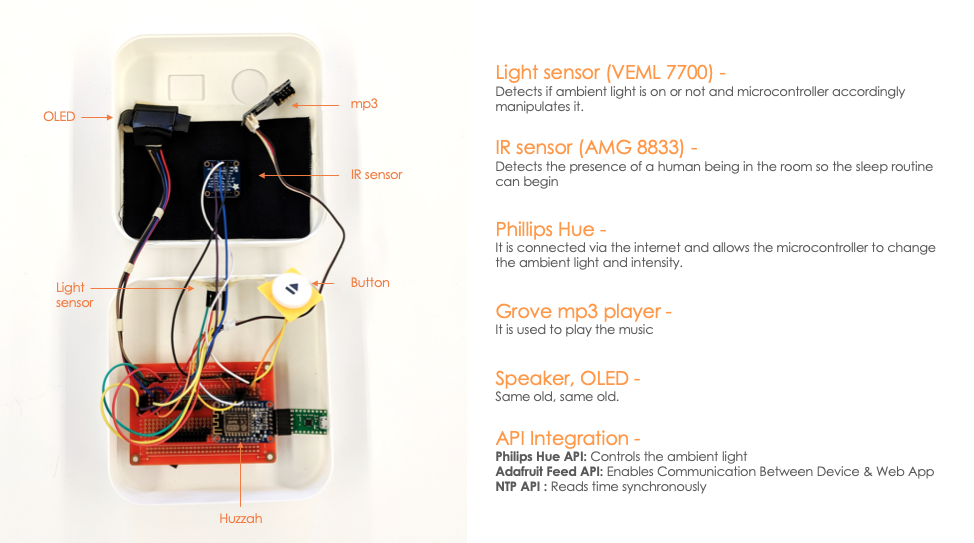 OLED
mp3
IR sensor
Light
sensor
Button
Huzzah
Light sensor (VEML 7700) -
Detects if ambient light is on or not and microcontroller accordingly
manipulates it.
IR sensor (AMG 8833) -
Detects the presence of a human being in the room so the sleep routine
can begin
Phillips Hue -
It is connected via the internet and allows the microcontroller to change
the ambient light and intensity.
Grove mp3 player -
It is used to play the music
Speaker, OLED -
Same old, same old.
API Integration -
Philips Hue API: Controls the ambient light
Adafruit Feed API: Enables Communication Between Device & Web App
NTP API : Reads time synchronously